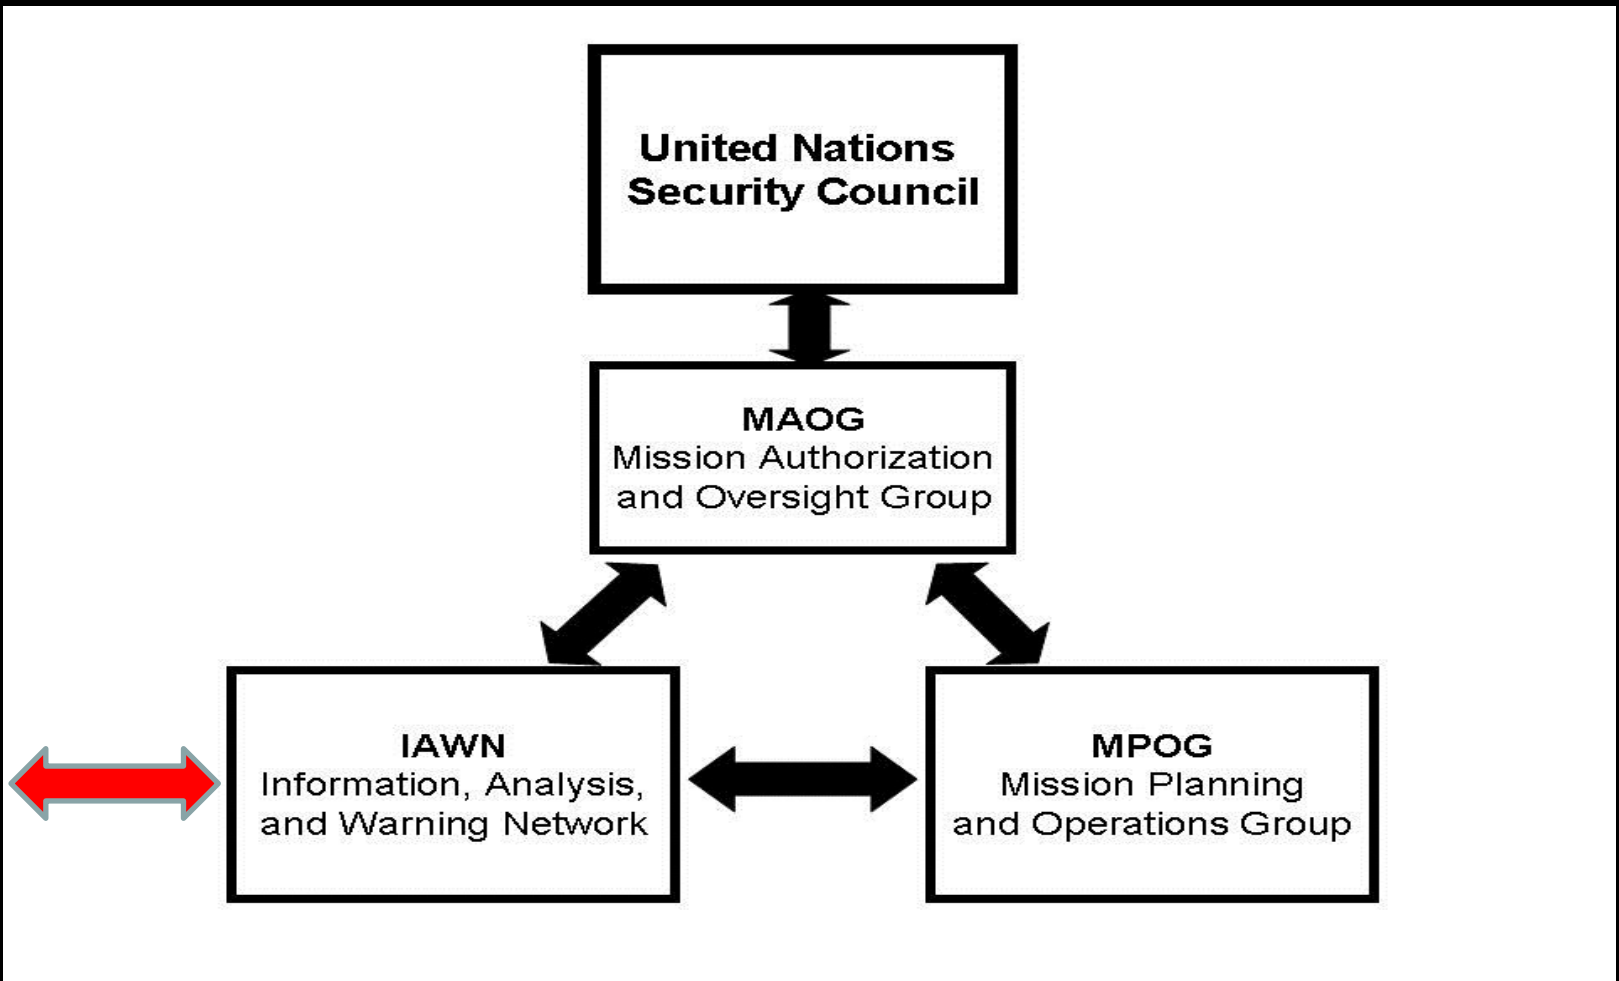 United Nations
Security Council
MAOG
Mission Authorization
and Oversight Group
IAWN
Information, Analysis,
and Warning Network
MPOG
Mission Planning
and Operations Group